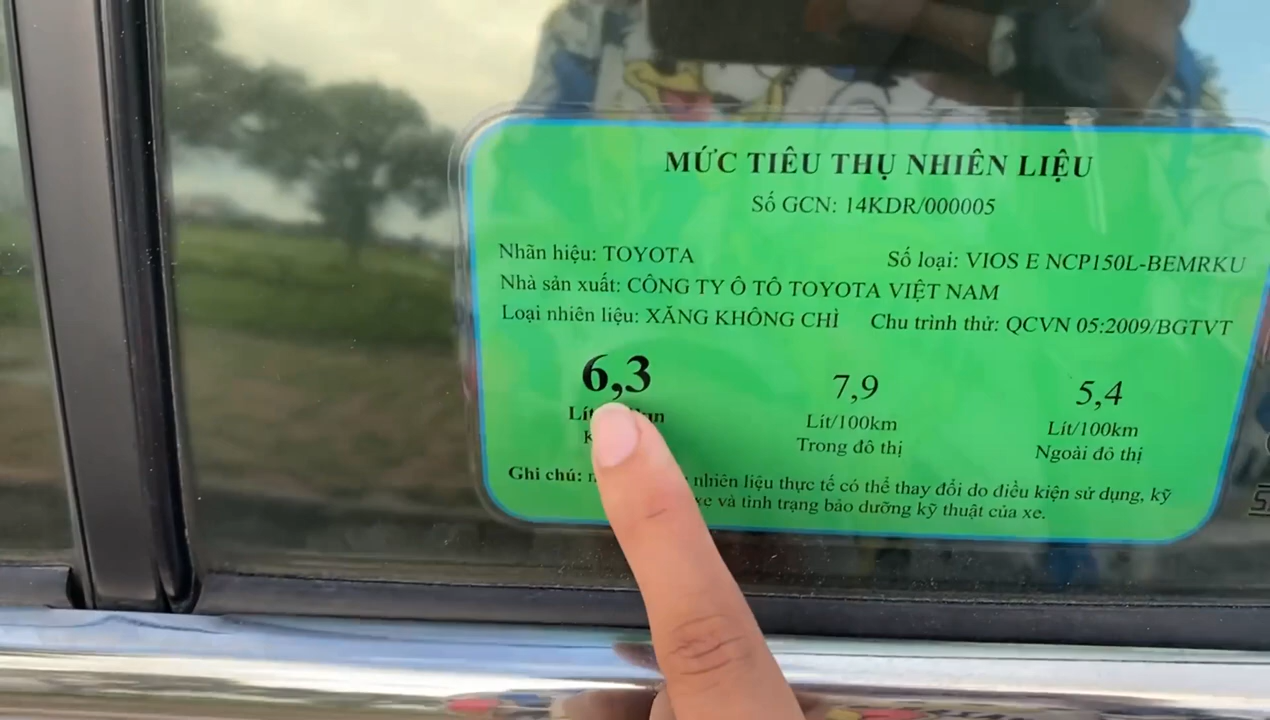 MỨC TIÊU THỤ NHIÊN LIỆU
Số GCN: 14KDR/000005
Nhãn hiệu: TOYOTA Số loại: VIOS E NCP150L-BEMRKU
Nhà sản xuất: CÔNG TY Ô TÔ TOYOTA VIỆT NAM
Loại nhiên liệu: XĂNG KHÔNG CHÌ Chu trình thử: QCVN 05:2009/BGTVT
6,3 7,9 5,4
Lít/100km Lít/100km
Trong đô thị Ngoài đô thị
Ghi chú: nhiên liệu thực tế có thể thay đổi do điều kiện sử dụng, kỹ
xe và tình trạng bảo dưỡng kỹ thuật của xe.